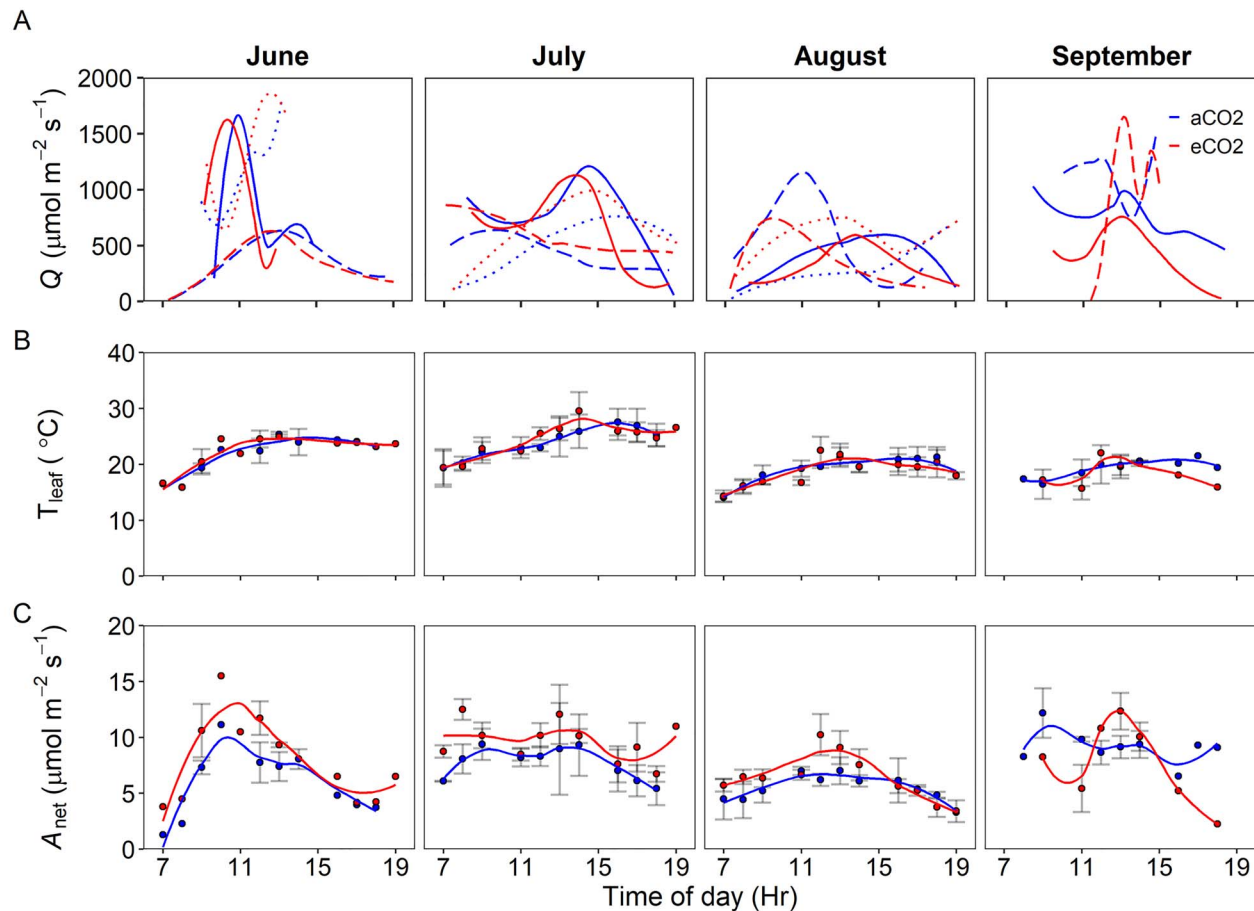 A
June July August September
2000
1500
1000
500
0
Q (µmol m−2 s−1)
aCO2
eCO2
B
40
30
20
10
0
Tleaf ( °C)
C
20
15
10
5
0
Anet (µmol m−2 s−1)
7 11 15 19 7 11 15 19 7 11 15 19 7 11 15 19
Time of day (Hr)